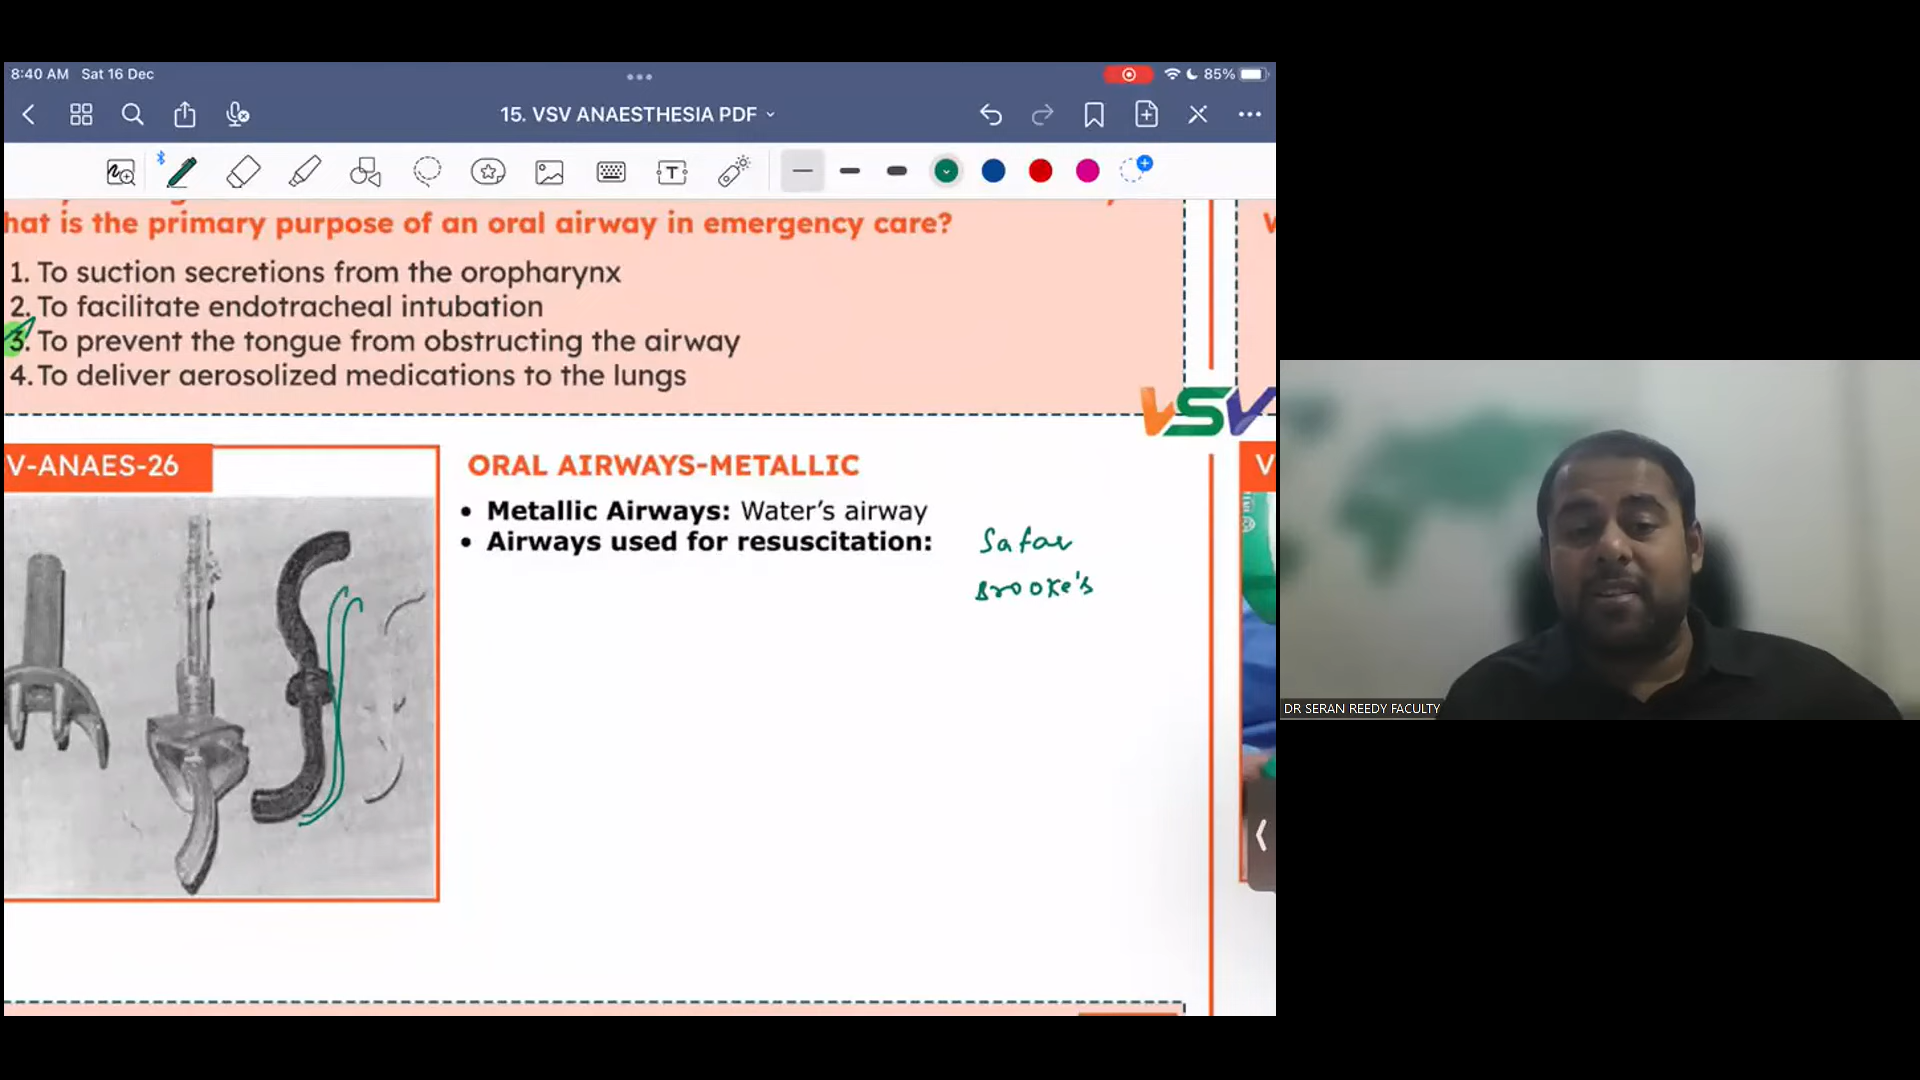 8:40 AM Sat 16 Dec
85%
15. VSV ANAESTHESIA PDF
hat is the primary purpose of an oral airway in emergency care?
1. To suction secretions from the oropharynx
2. To facilitate endotracheal intubation
3. To prevent the tongue from obstructing the airway
4. To deliver aerosolized medications to the lungs
VSV
V-ANAES-26
ORAL AIRWAYS-METALLIC
• Metallic Airways: Water's airway
• Airways used for resuscitation:
Safar
Brooke's
V
DR SERAN REEDY FACULTY